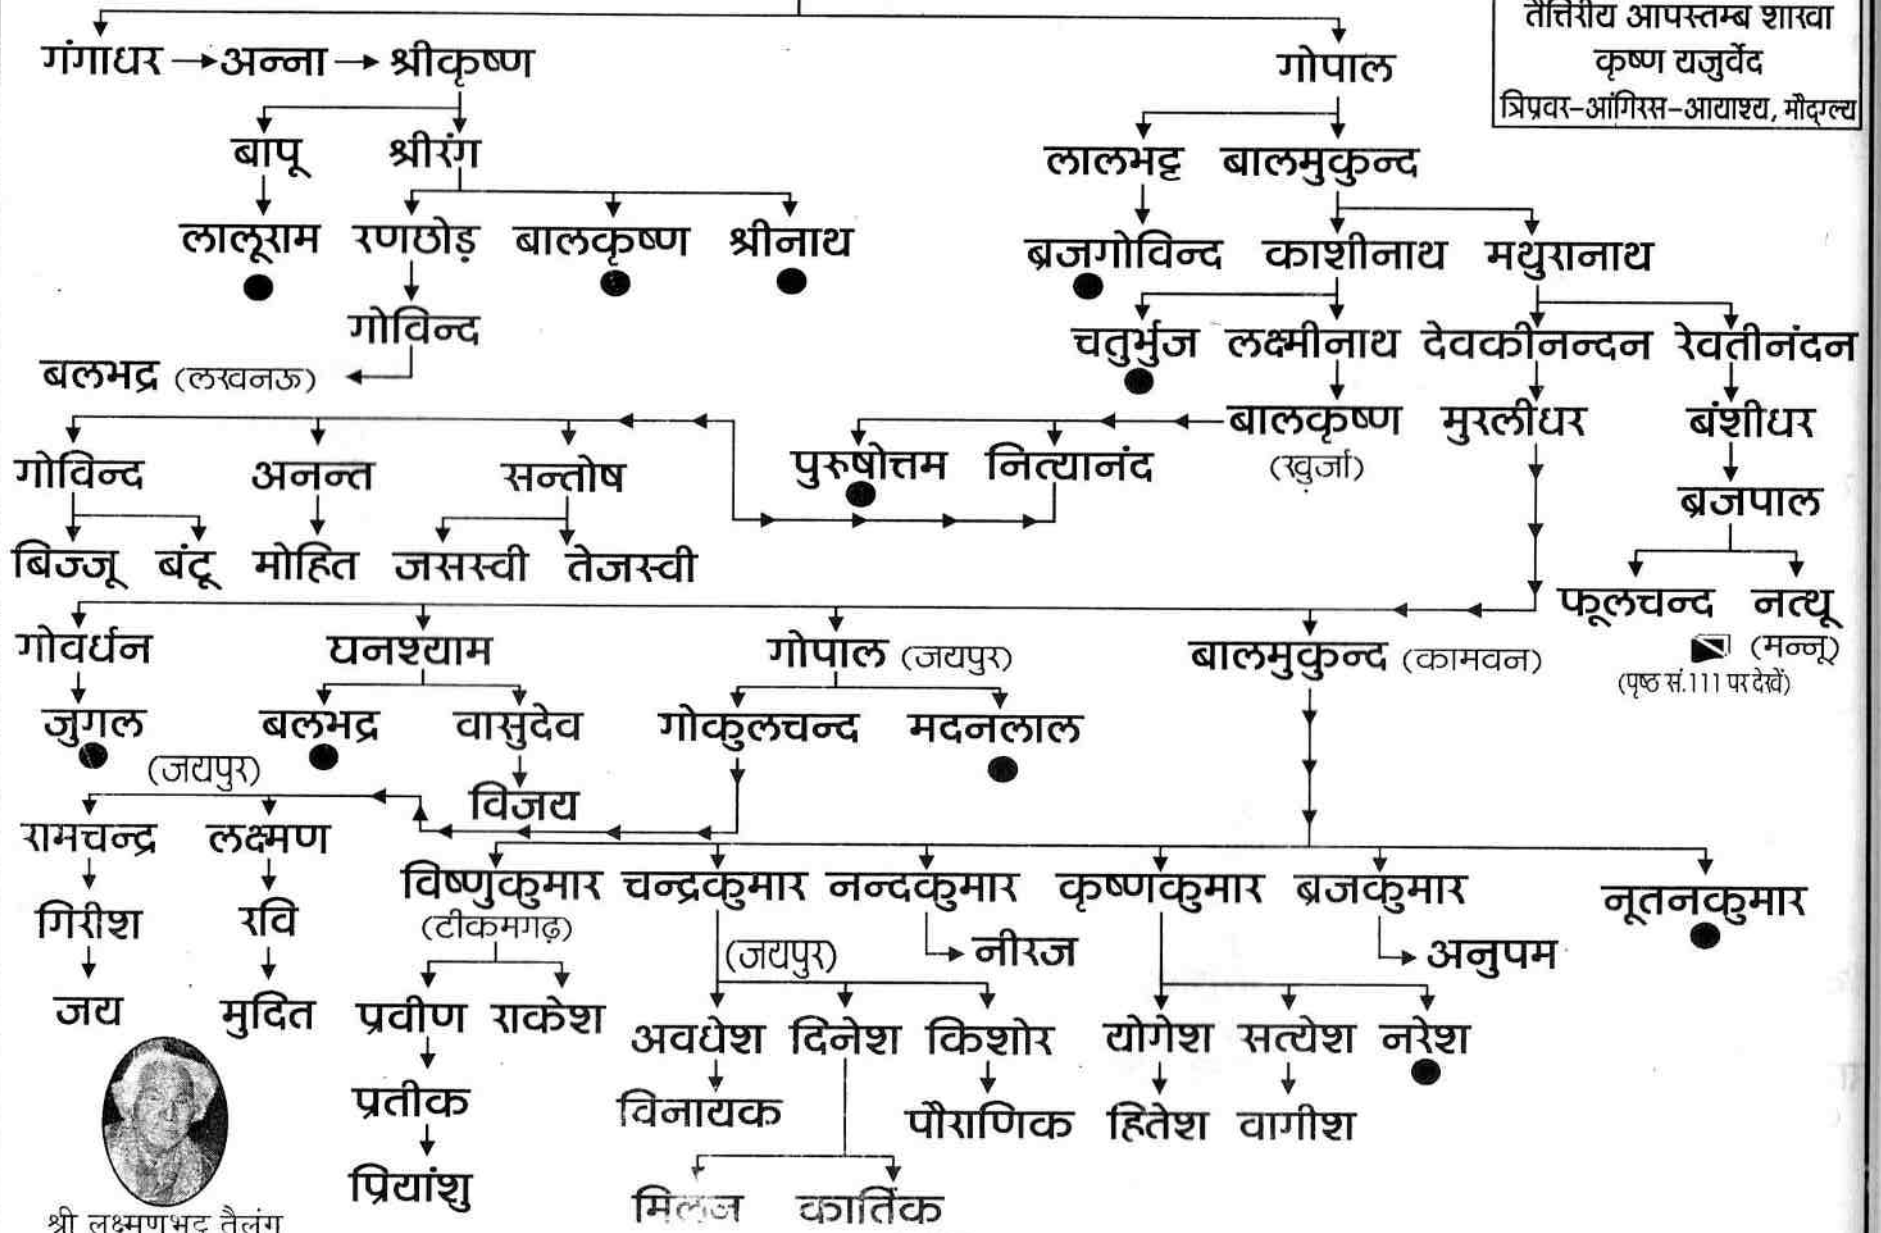 तैत्तिरीय आपस्तम्ब शाखा
कृष्ण यजुर्वेद
त्रिप्रवर-आंगिरस-आयाश्य, मौद्गल्य
गंगाधर अन्ना श्रीकृष्ण गोपाल
बापू श्रीरंग लालभट्ट बालमुकुन्द
लालूराम रणछोड़ बालकृष्ण श्रीनाथ ब्रजगोविन्द काशीनाथ मथुरानाथ
गोविन्द चतुर्भुज लक्ष्मीनाथ देवकीनन्दन रेवतीनंदन
बलभद्र (लखनऊ)
बालकृष्ण मुरलीधर बंशीधर
गोविन्द अनन्त सन्तोष पुरुषोत्तम नित्यानंद (खुर्जा)
ब्रजपाल
बिज्जू बंटू मोहित जसस्वी तेजस्वी
फूलचन्द नत्थू
गोवर्धन घनश्याम गोपाल (जयपुर) बालमुकुन्द (कामवन) (मन्नू)
(पृष्ठ सं.111 पर देखें)
जुगल बलभद्र वासुदेव गोकुलचन्द मदनलाल
(जयपुर)
विजय
रामचन्द्र लक्ष्मण
विष्णुकुमार चन्द्रकुमार नन्दकुमार कृष्णकुमार ब्रजकुमार नूतनकुमार
गिरीश रवि (टीकमगढ़)
(जयपुर) नीरज अनुपम
जय मुदित प्रवीण राकेश
अवधेश दिनेश किशोर योगेश सत्येश नरेश
प्रतीक विनायक पौराणिक हितेश वागीश
प्रियांशु कार्तिक
श्री लक्ष्मणभट्ट तैलंग